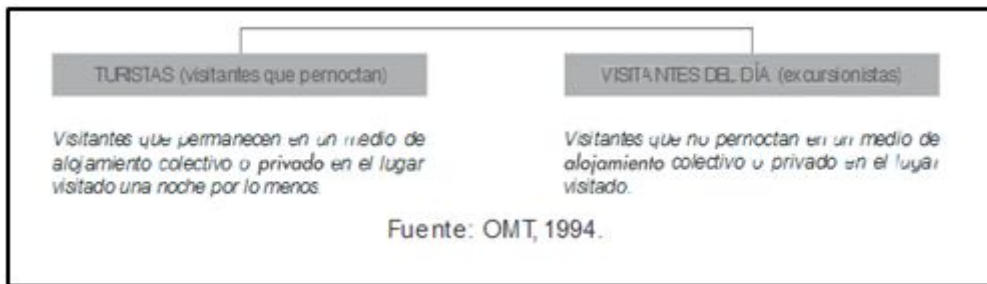 TURISTAS (visitantes que pernoctan)
VISITANTES DEL DÍA (excursionistas)
Visitantes que permanecen en un medio de
alojamiento colectivo o privado en el lugar
visitado una noche por lo menos
Visitantes que no pernoctan en un medio de
alojamiento colectivo o privado en el lugar
visitado.
Fuente: OMT, 1994.